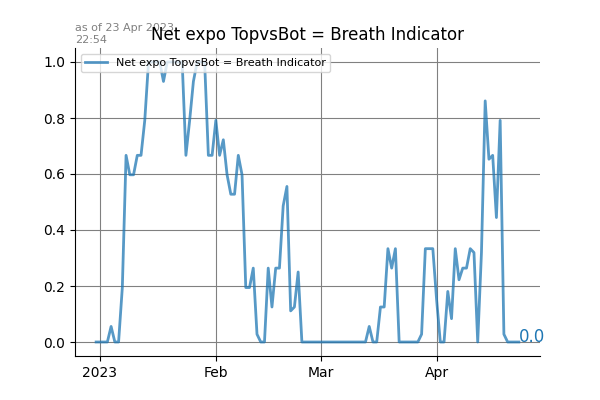 as of 23 Apr 2023
22:54
Net expo TopvsBot = Breath Indicator
Net expo TopvsBot = Breath Indicator
1.0
0.8
0.6
0.4
0.2
0.0
0.0
2023
Feb
Mar
Apr